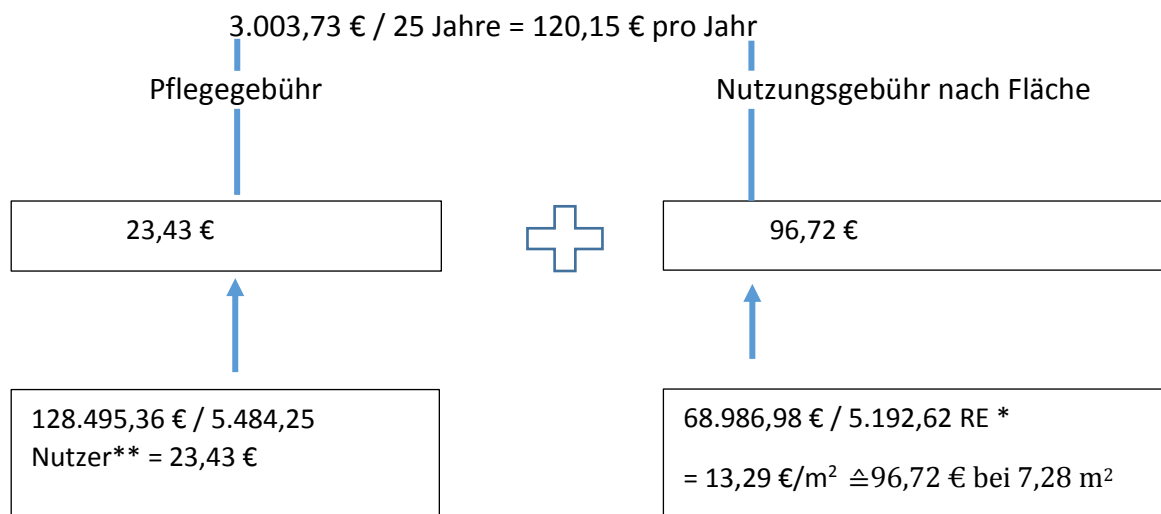 3.003,73 € / 25 Jahre = 120,15 € pro Jahr
Pflegegebühr
Nutzungsgebühr nach Fläche
23,43 €
96,72 €
128.495,36 € / 5.484,25
Nutzer** = 23,43 €
68.986,98 € / 5.192,62 RE *
= 13,29 €/m² ≙96,72 € bei 7,28 m²